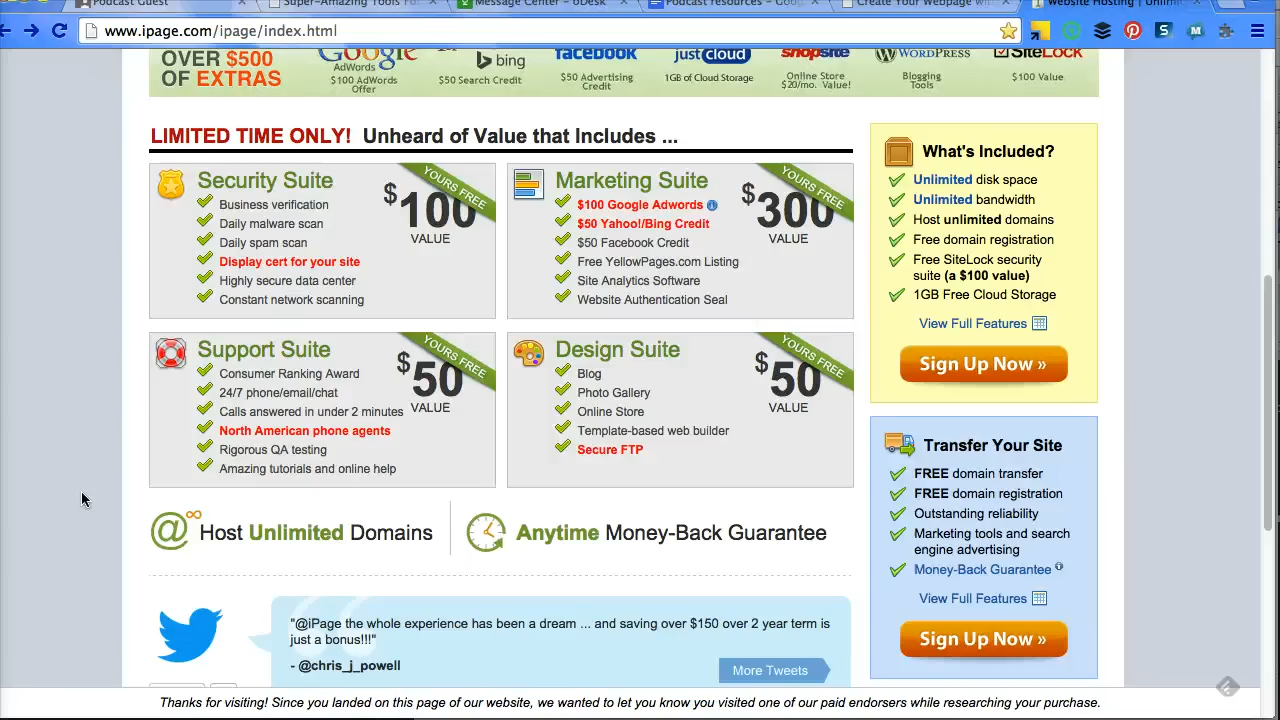 Podcast Guest
Super-Amazing Tools For
Message Center - oDesk
Podcast resources - Goog
Create Your Webpage with
Website Hosting | Unlimit
www.ipage.com/ipage/index.html
OVER $500
OF EXTRAS
Google
AdWords
$100 AdWords
Offer
bing
$50 Search Credit
facebook
$50 Advertising
Credit
justcloud
1GB of Cloud Storage
shopsite
Online Store
$20/mo. Value!
WORDPRESS
Blogging
Tools
SiteLock
$100 Value
LIMITED TIME ONLY! Unheard of Value that Includes ...
Security Suite
$100
VALUE
YOURS FREE
Business verification
Daily malware scan
Daily spam scan
Display cert for your site
Highly secure data center
Constant network scanning
Marketing Suite
$300
VALUE
YOURS FREE
$100 Google Adwords
$50 Yahoo!/Bing Credit
$50 Facebook Credit
Free YellowPages.com Listing
Site Analytics Software
Website Authentication Seal
Support Suite
$50
VALUE
YOURS FREE
Consumer Ranking Award
24/7 phone/email/chat
Calls answered in under 2 minutes
North American phone agents
Rigorous QA testing
Amazing tutorials and online help
Design Suite
$50
VALUE
YOURS FREE
Blog
Photo Gallery
Online Store
Template-based web builder
Secure FTP
Host Unlimited Domains
Anytime Money-Back Guarantee
"@iPage the whole experience has been a dream ... and saving over $150 over 2 year term is
just a bonus!!!"
- @chris_j_powell
More Tweets
What's Included?
Unlimited disk space
Unlimited bandwidth
Host unlimited domains
Free domain registration
Free SiteLock security
suite (a $100 value)
1GB Free Cloud Storage
View Full Features
Sign Up Now »
Transfer Your Site
FREE domain transfer
FREE domain registration
Outstanding reliability
Marketing tools and search
engine advertising
Money-Back Guarantee
View Full Features
Sign Up Now »
Thanks for visiting! Since you landed on this page of our website, we wanted to let you know you visited one of our paid endorsers while researching your purchase.